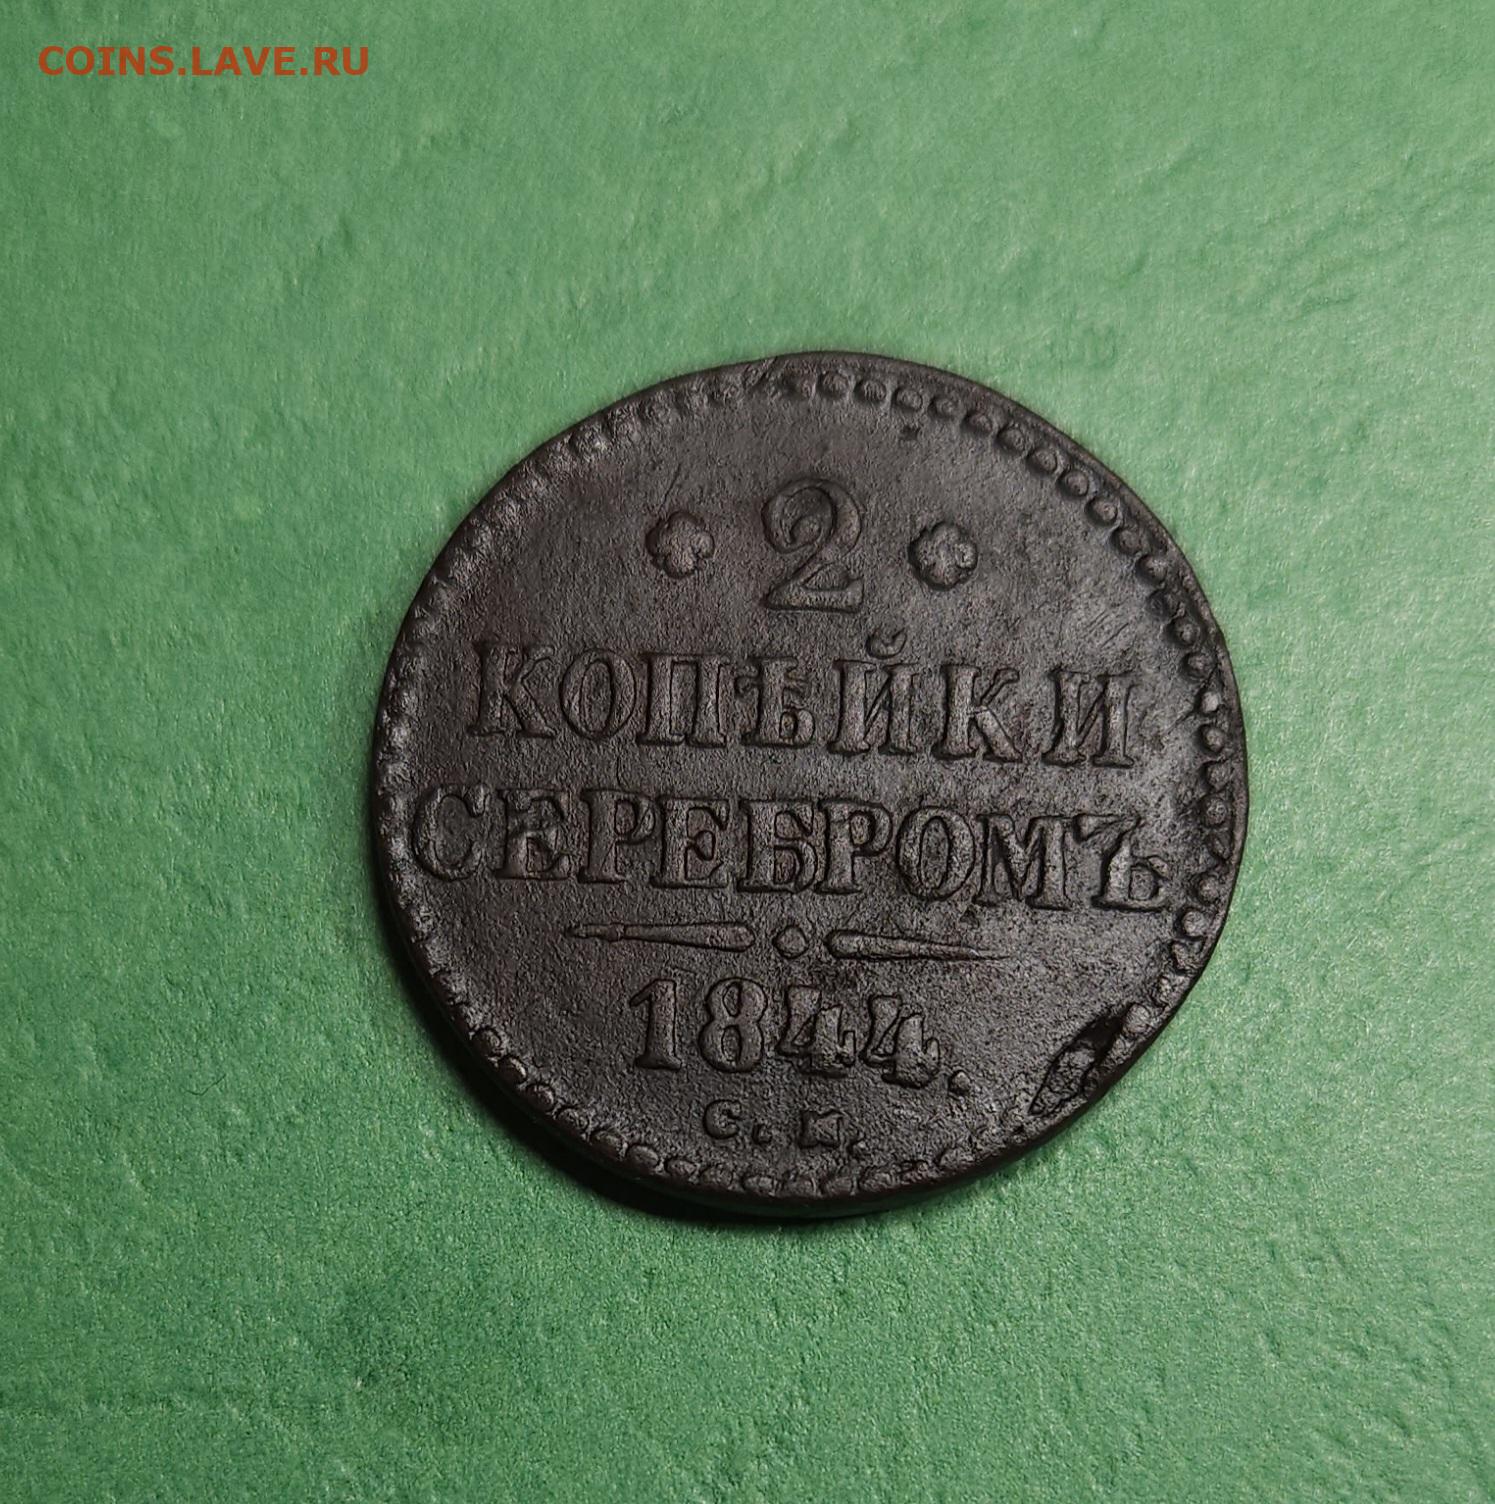 COINS.LAVE.RU
2
КОПѢЙКИ
СЕРЕБРОМЪ
1844.
С.М.